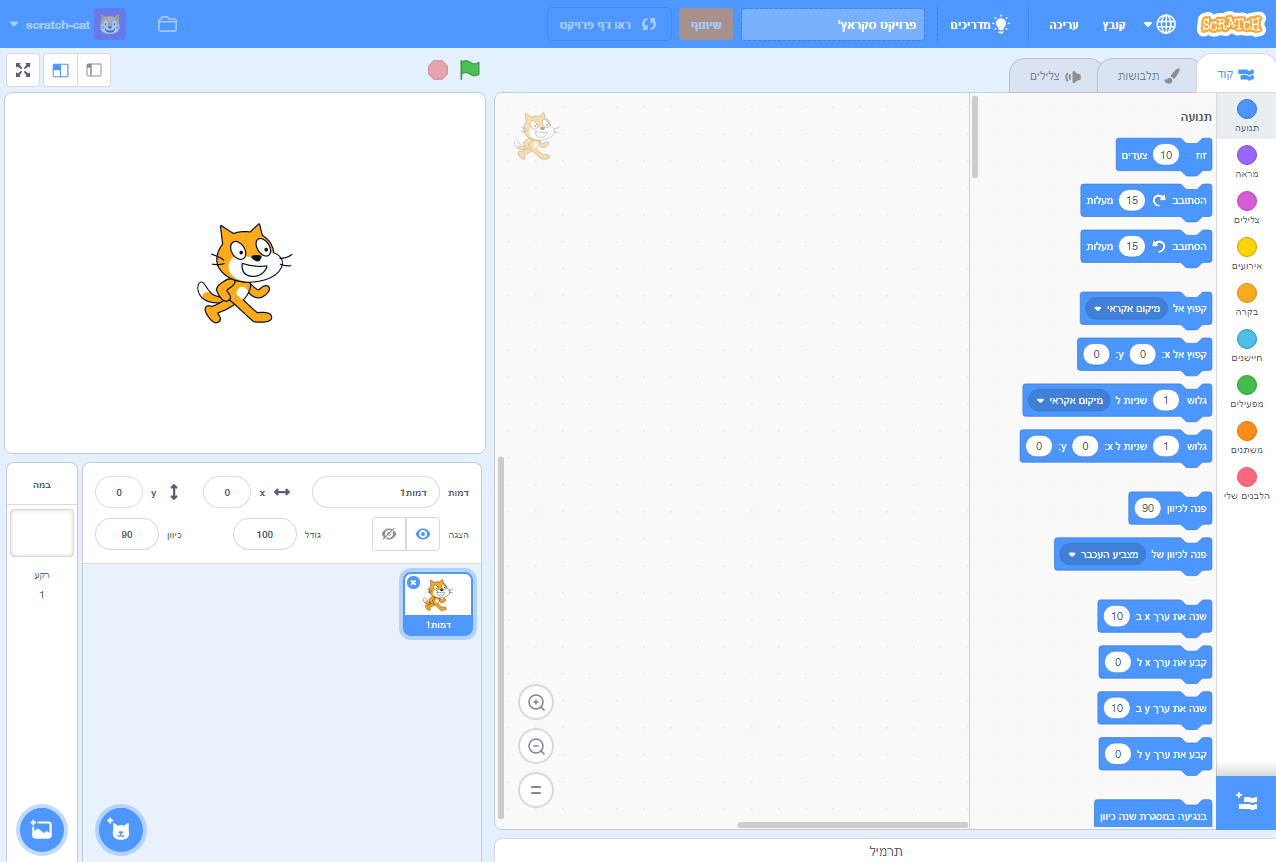 SCRATCH
קובץ
עריכה
מדריכים
פרויקט סקראץ'
שיתוף
ראו דף פרויקט
scratch-cat
קוד
תלבושות
צלילים
תנועה
מראה
צלילים
אירועים
בקרה
חיישנים
מפעילים
משתנים
הלבנים שלי
תנועה
זוז 10 צעדים
הסתובב 15 מעלות
הסתובב 15 מעלות
קפוץ אל מיקום אקראי
קפוץ אל x: 0 y: 0
גלוש 1 שניות ל מיקום אקראי
גלוש 1 שניות ל x: 0 y: 0
פנה לכיוון 90
פנה לכיוון של מצביע העכבר
שנה את ערך x ב 10
קבע את ערך x ל 0
שנה את ערך y ב 10
קבע את ערך y ל 0
בנגיעה במסגרת שנה כיוון
תרמיל
דמות דמות1 x 0 y 0
הצגה גודל 100 כיוון 90
דמות1
במה
רקע
1